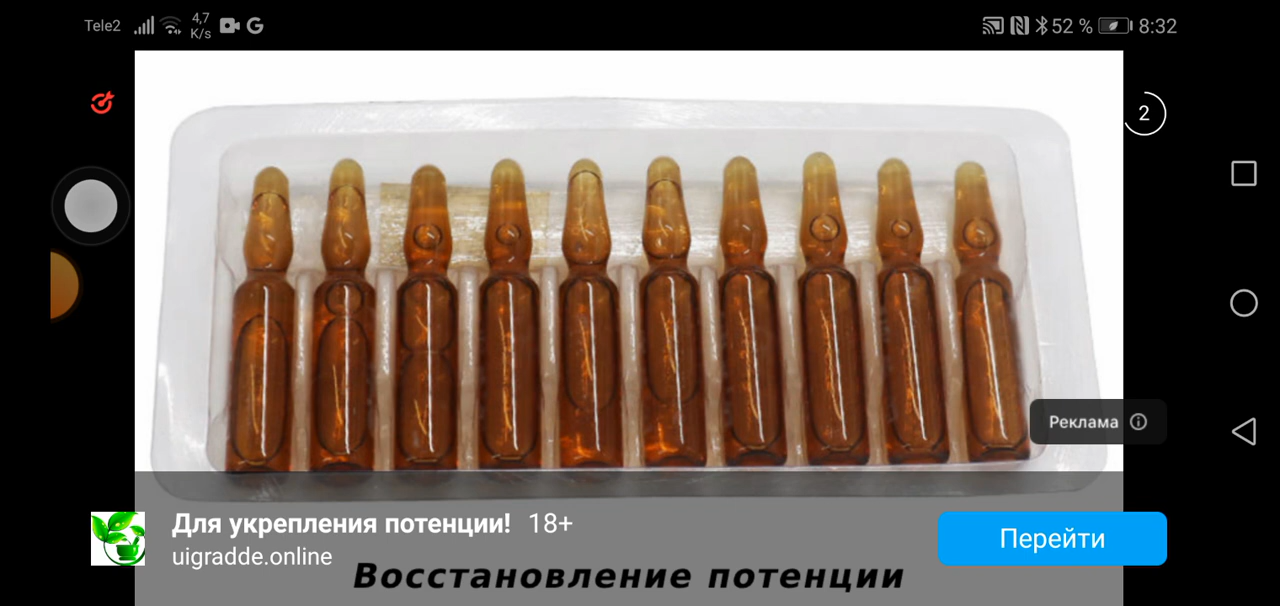 Tele2
4,7
K/s
G
52 %
8:32
2
Реклама
Для укрепления потенции! 18+
uigradde.online
Перейти
Восстановление потенции